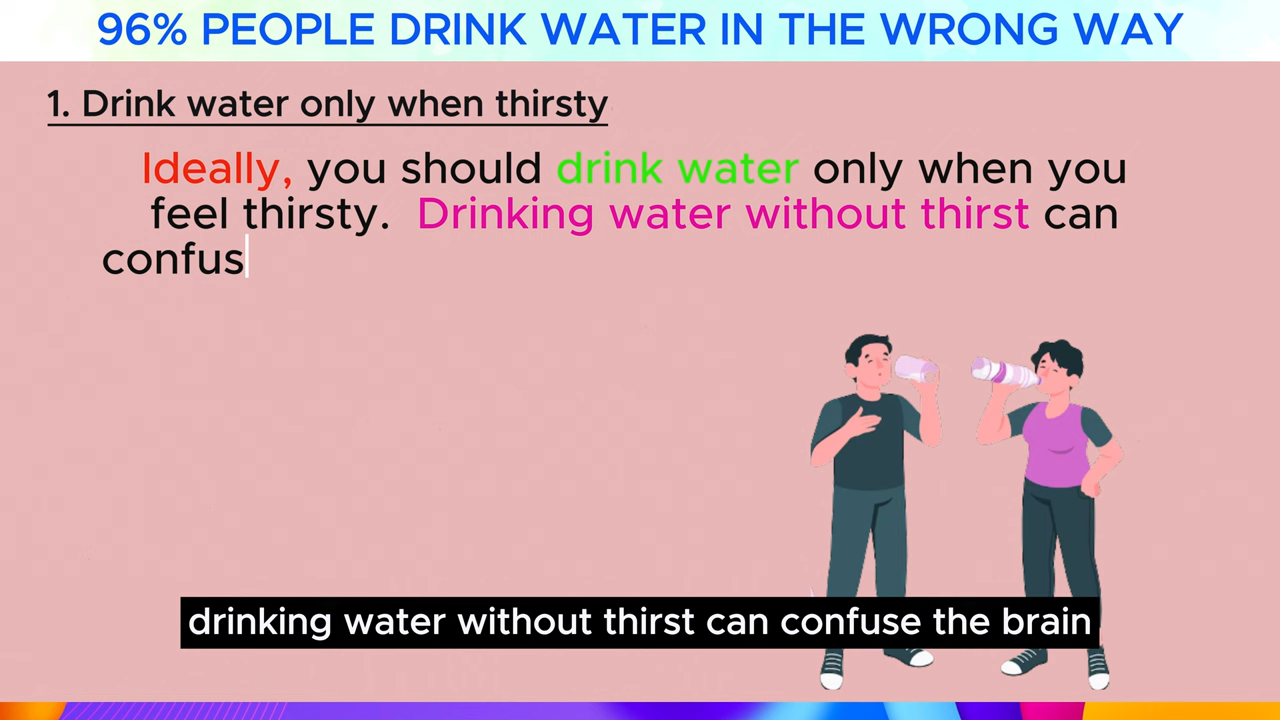 96% PEOPLE DRINK WATER IN THE WRONG WAY
1. Drink water only when thirsty
Ideally, you should drink water only when you
feel thirsty. Drinking water without thirst can
confus
drinking water without thirst can confuse the brain